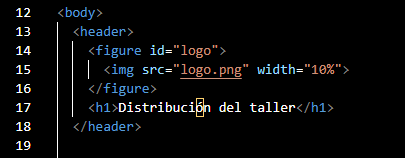 12 <body>
13 <header>
14 <figure id="logo">
15 <img src="logo.png" width="10%">
16 </figure>
17 <h1>Distribución del taller</h1>
18 </header>
19